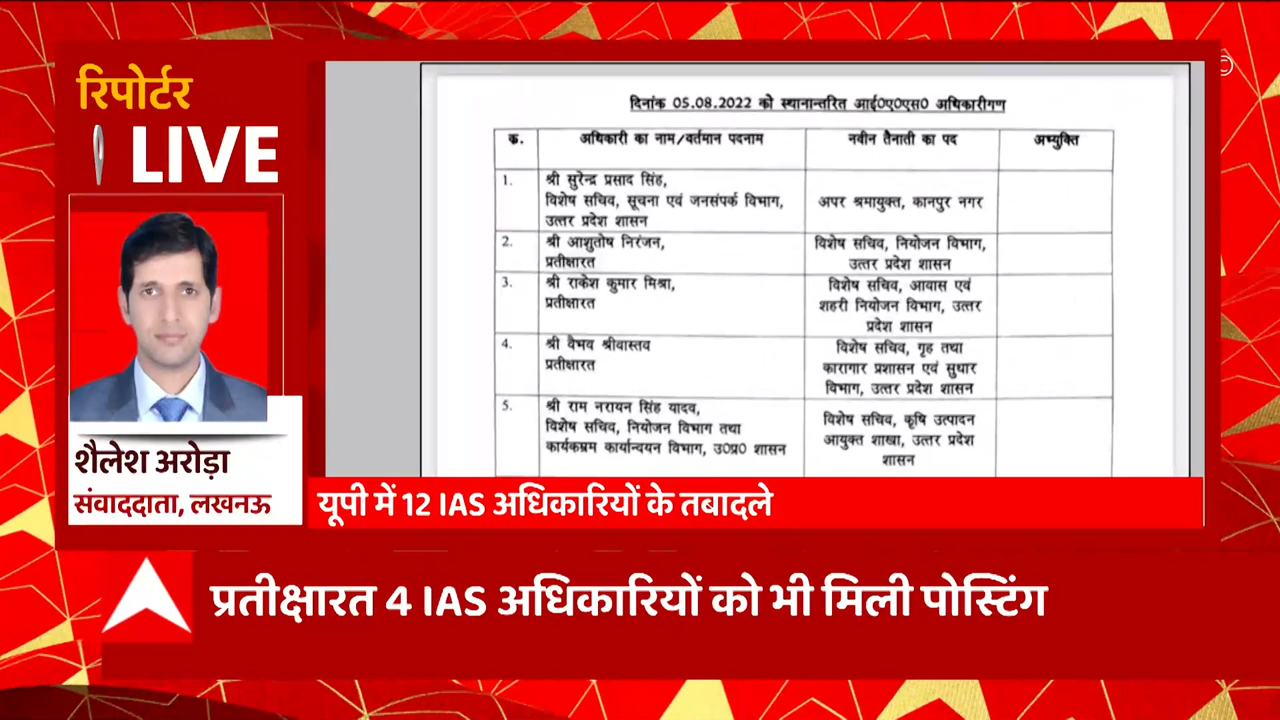 रिपोर्टर
LIVE
शैलेश अरोड़ा
संवाददाता, लखनऊ
दिनांक 05.08.2022 को स्थानान्तरित आई0ए0एस0 अधिकारीगण
क. अधिकारी का नाम/वर्तमान पदनाम नवीन तैनाती का पद अभ्युक्ति
1. श्री सुरेन्द्र प्रसाद सिंह,
विशेष सचिव, सूचना एवं जनसंपर्क विभाग,
उत्तर प्रदेश शासन
अपर श्रमायुक्त, कानपुर नगर
2. श्री आशुतोष निरंजन,
प्रतीक्षारत
विशेष सचिव, नियोजन विभाग,
उत्तर प्रदेश शासन
3. श्री राकेश कुमार मिश्रा,
प्रतीक्षारत
विशेष सचिव, आवास एवं
शहरी नियोजन विभाग, उत्तर
प्रदेश शासन
4. श्री वैभव श्रीवास्तव
प्रतीक्षारत
विशेष सचिव, गृह तथा
कारागार प्रशासन एवं सुधार
विभाग, उत्तर प्रदेश शासन
5. श्री राम नरायन सिंह यादव,
विशेष सचिव, नियोजन विभाग तथा
कार्यकम्रम कार्यान्दयन विभाग, उ0प्र0 शासन
विशेष सचिव, कृषि उत्पादन
आयुक्त शाखा, उत्तर प्रदेश
शासन
यूपी में 12 IAS अधिकारियों के तबादले
प्रतीक्षारत 4 IAS अधिकारियों को भी मिली पोस्टिंग
©